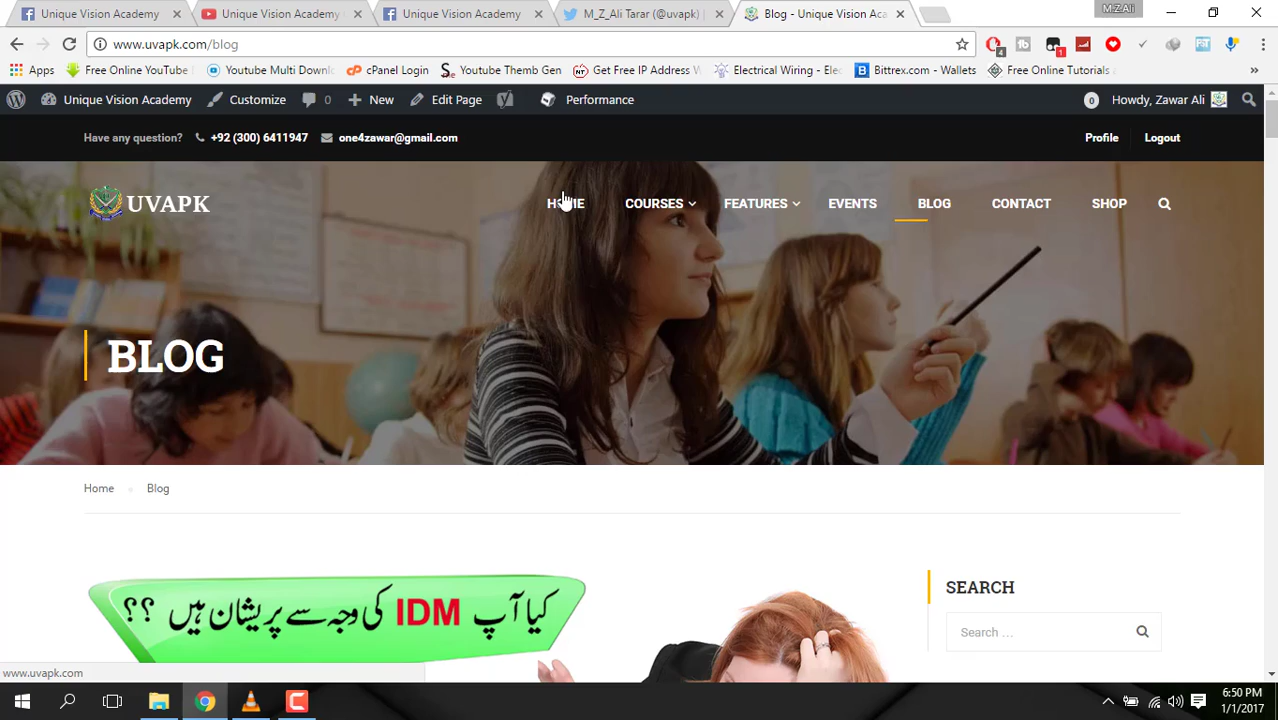 Unique Vision Academy
Unique Vision Academy
Unique Vision Academy
M_Z_Ali Tarar (@uvapk) |
Blog - Unique Vision Aca
M.Z.Ali
www.uvapk.com/blog
4
1
Apps
Free Online YouTube
Youtube Multi Downl
cP cPanel Login
Youtube Themb Gen
NT Get Free IP Address V
Electrical Wiring - Elec
B Bittrex.com - Wallets
Free Online Tutorials
Unique Vision Academy
Customize
0
New
Edit Page
Performance
0
Howdy, Zawar Ali
Have any question?
+92 (300) 6411947
one4zawar@gmail.com
Profile
Logout
UVAPK
HOME
COURSES
FEATURES
EVENTS
BLOG
CONTACT
SHOP
BLOG
Home
Blog
کیا آپ IDM کی وجہ سے پریشان ہیں ؟؟
SEARCH
Search ...
www.uvapk.com
6:50 PM
1/1/2017